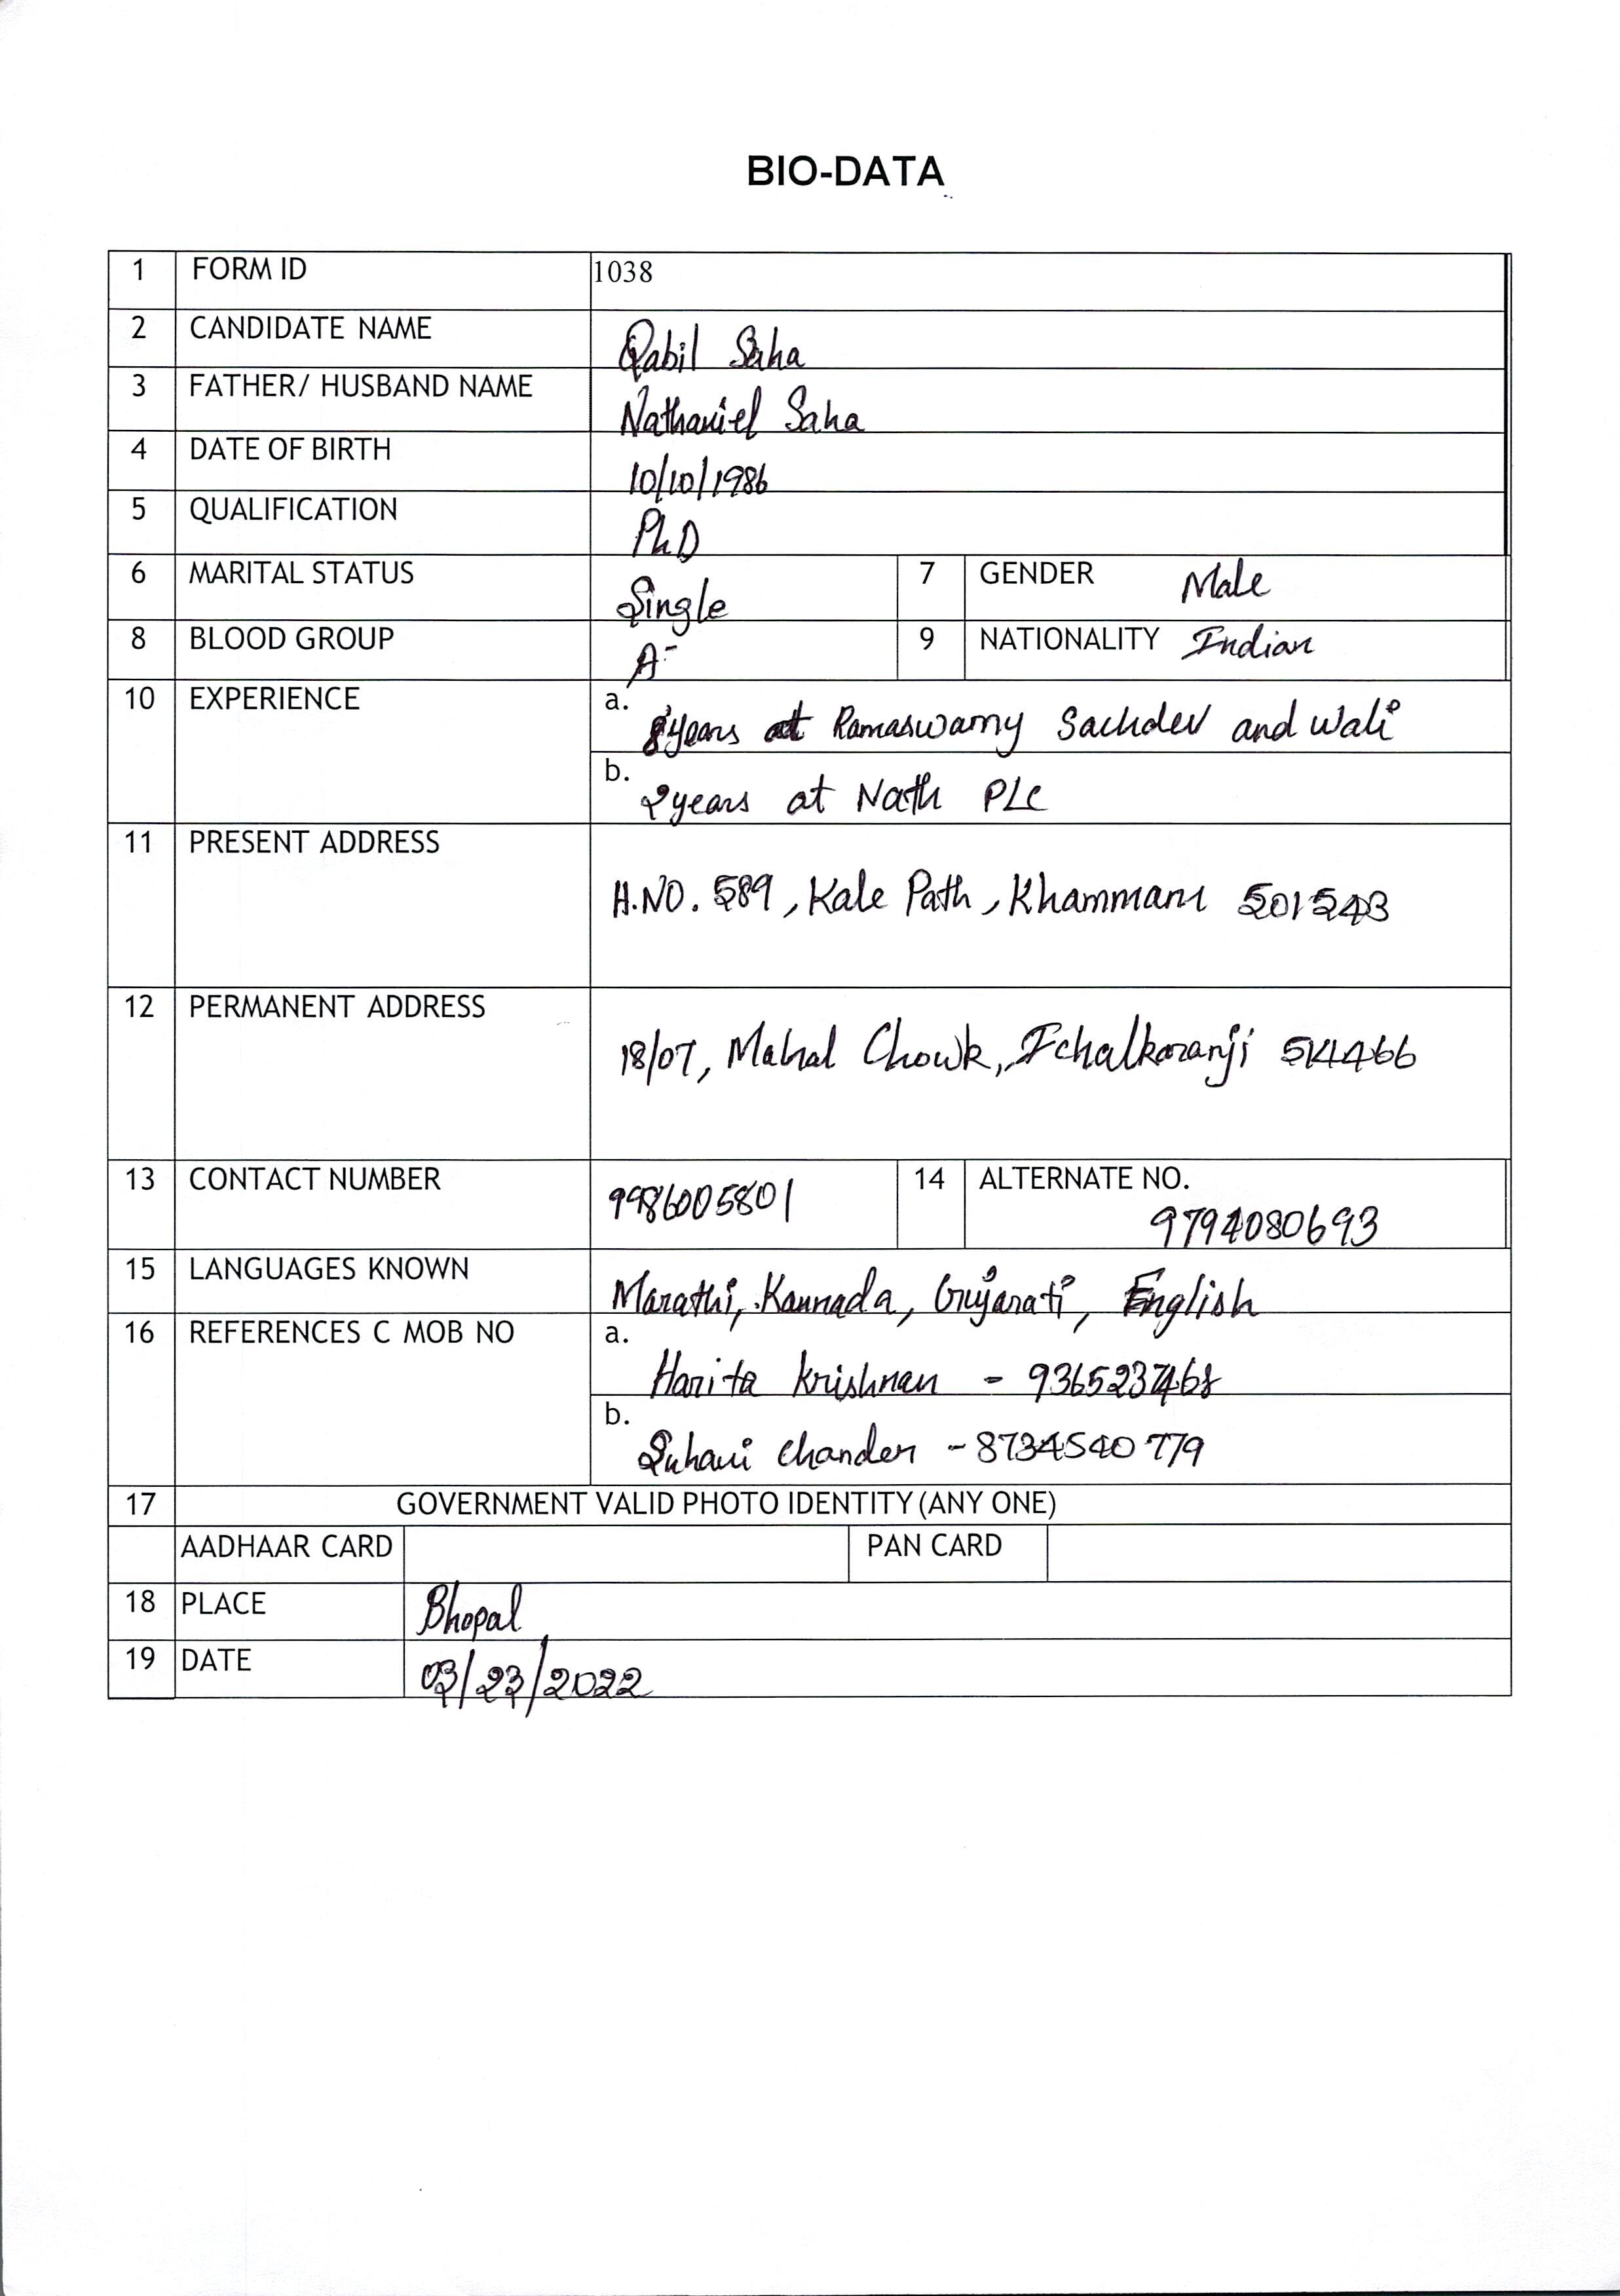 BIO-DATA
1 FORM ID 1038
2 CANDIDATE NAME Qabil Saha
3 FATHER/ HUSBAND NAME Nathaniel Saha
4 DATE OF BIRTH 10/10/1986
5 QUALIFICATION PhD
6 MARITAL STATUS Single 7 GENDER Male
8 BLOOD GROUP A- 9 NATIONALITY Indian
10 EXPERIENCE a. 8years at Ramaswamy Sachdev and Wali
b. 2years at Nath PLC
11 PRESENT ADDRESS H.NO. 589, Kale Path, Khammam 501543
12 PERMANENT ADDRESS 18/07, Mahal Chowk, Ichalkaranji
13 CONTACT NUMBER 9986005801 14 ALTERNATE NO.
9794080693
15 LANGUAGES KNOWN Marathi, Kannada, Gujarati, English
16 REFERENCES C MOB NO a. Harita Krishnan - 9365237468
b. Suhani Chander - 8734540779
17 GOVERNMENT VALID PHOTO IDENTITY (ANY ONE)
AADHAAR CARD PAN CARD
18 PLACE Bhopal
19 DATE 03/23/2022